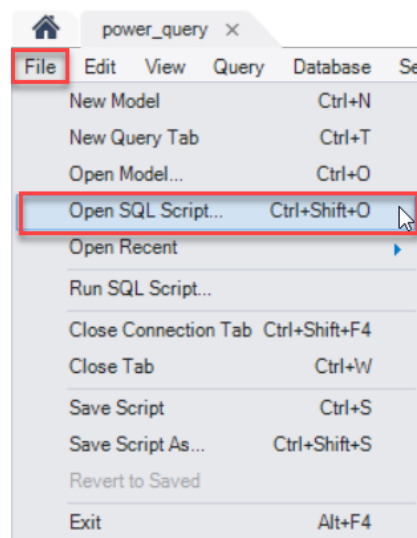 power_query ×
File Edit View Query Database Se
New Model Ctrl+N
New Query Tab Ctrl+T
Open Model... Ctrl+O
Open SQL Script... Ctrl+Shift+O
Open Recent
Run SQL Script...
Close Connection Tab Ctrl+Shift+F4
Close Tab Ctrl+W
Save Script Ctrl+S
Save Script As... Ctrl+Shift+S
Revert to Saved
Exit Alt+F4